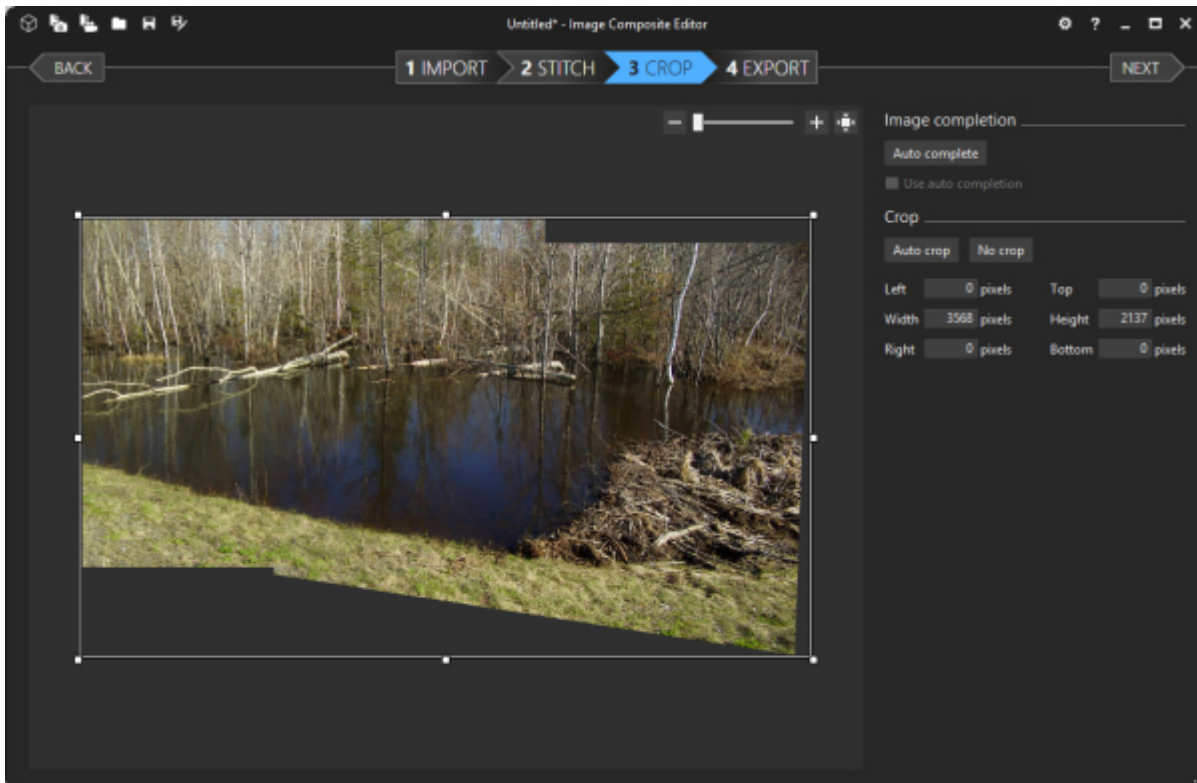 Untitled* - Image Composite Editor
?
BACK
1 IMPORT
2 STITCH
3 CROP
4 EXPORT
NEXT
Image completion
Auto complete
Use auto completion
Crop
Auto crop No crop
Left 0 pixels Top 0 pixels
Width 3568 pixels Height 2137 pixels
Right 0 pixels Bottom 0 pixels